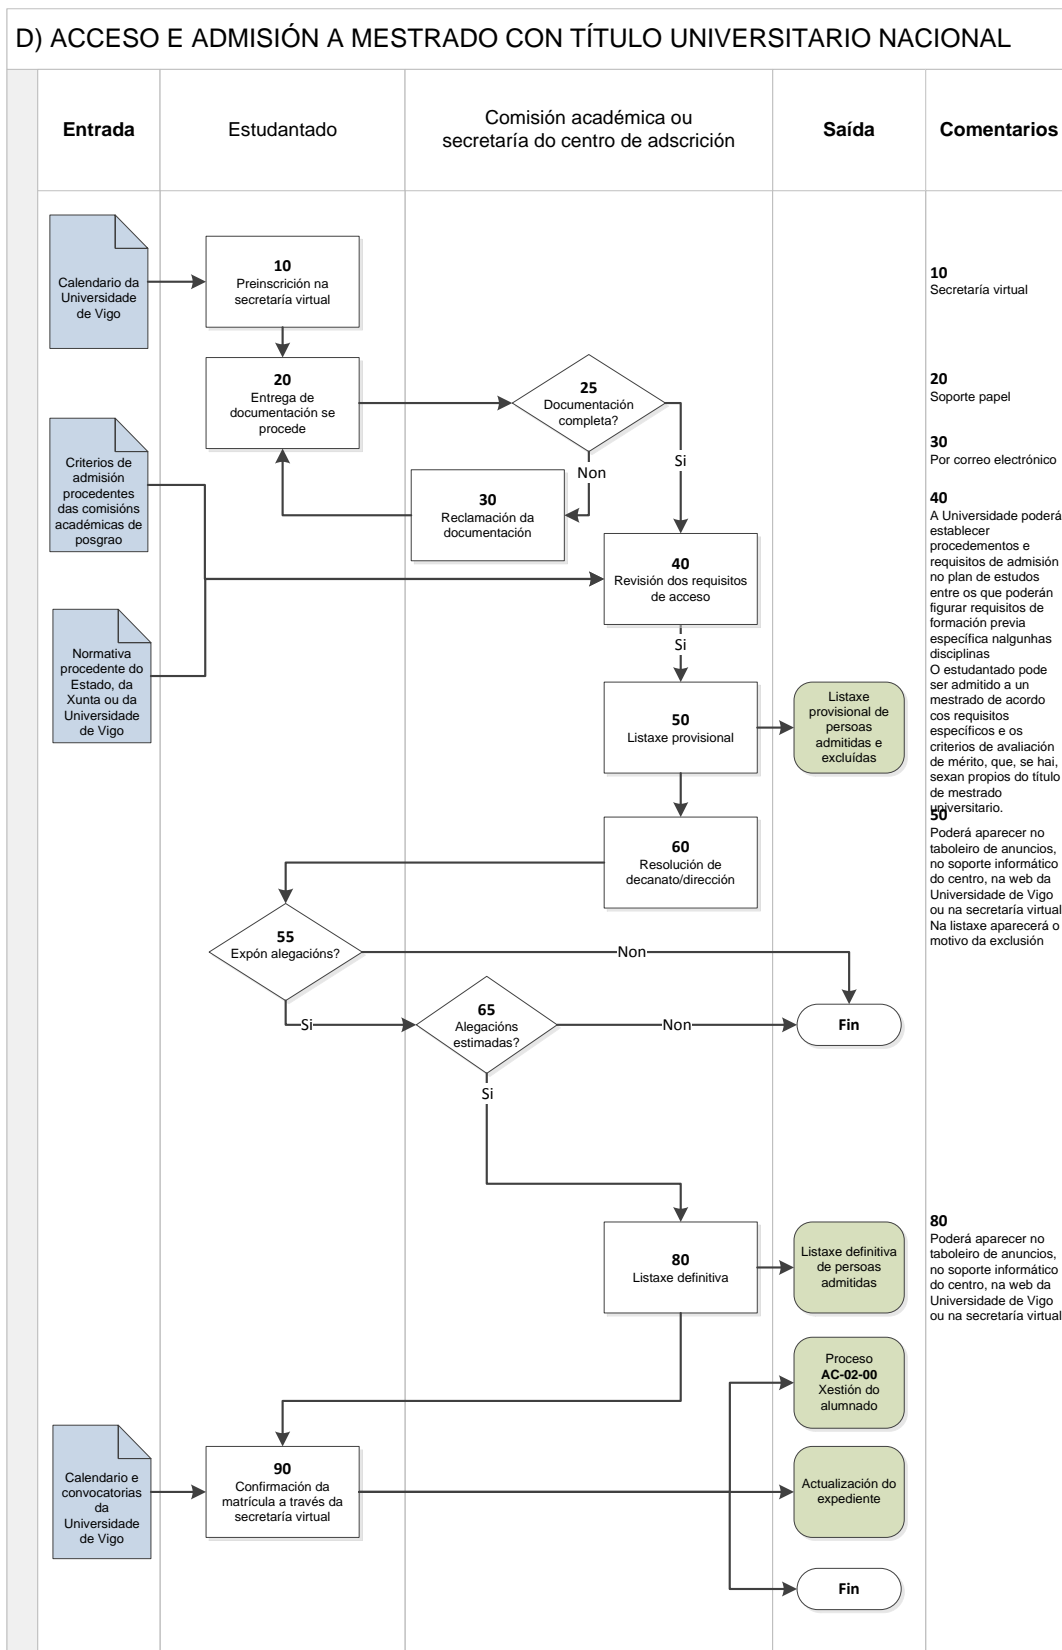 D) ACCESO E ADMISIÓN A MESTRADO CON TÍTULO UNIVERSITARIO NACIONAL
Entrada
Estudantado
Comisión académica ou
secretaría do centro de adscrición
Saída
Comentarios
Calendario da
Universidade
de Vigo
10
Preinscrición na
secretaría virtual
10
Secretaría virtual
20
Entrega de
documentación se
procede
25
Documentación
completa?
20
Soporte papel
Si
Non
30
Por correo electrónico
Criterios de
admisión
procedentes
das comisións
académicas de
posgrao
30
Reclamación da
documentación
40
Revisión dos requisitos
de acceso
40
A Universidade poderá
establecer
procedementos e
requisitos de admisión
no plan de estudos
entre os que poderán
figurar requisitos de
formación previa
específica nalgunhas
disciplinas
O estudantado pode
ser admitido a un
mestrado de acordo
cos requisitos
específicos e os
criterios de avaliación
de mérito, que, se hai,
sexan propios do título
de mestrado
universitario.
Si
Normativa
procedente do
Estado, da
Xunta ou da
Universidade
de Vigo
50
Listaxe provisional
Listaxe
provisional de
persoas
admitidas e
excluídas
60
Resolución de
decanato/dirección
50
Poderá aparecer no
taboleiro de anuncios,
no soporte informático
do centro, na web da
Universidade de Vigo
ou na secretaría virtual
Na listaxe aparecerá o
motivo da exclusión
55
Expón alegacións?
Non
Si
65
Alegacións
estimadas?
Non
Fin
Si
80
Listaxe definitiva
Listaxe definitiva
de persoas
admitidas
80
Poderá aparecer no
taboleiro de anuncios,
no soporte informático
do centro, na web da
Universidade de Vigo
ou na secretaría virtual
Proceso
AC-02-00
Xestión do
alumnado
Calendario e
convocatorias
da
Universidade
de Vigo
90
Confirmación da
matrícula a través da
secretaría virtual
Actualización do
expediente
Fin